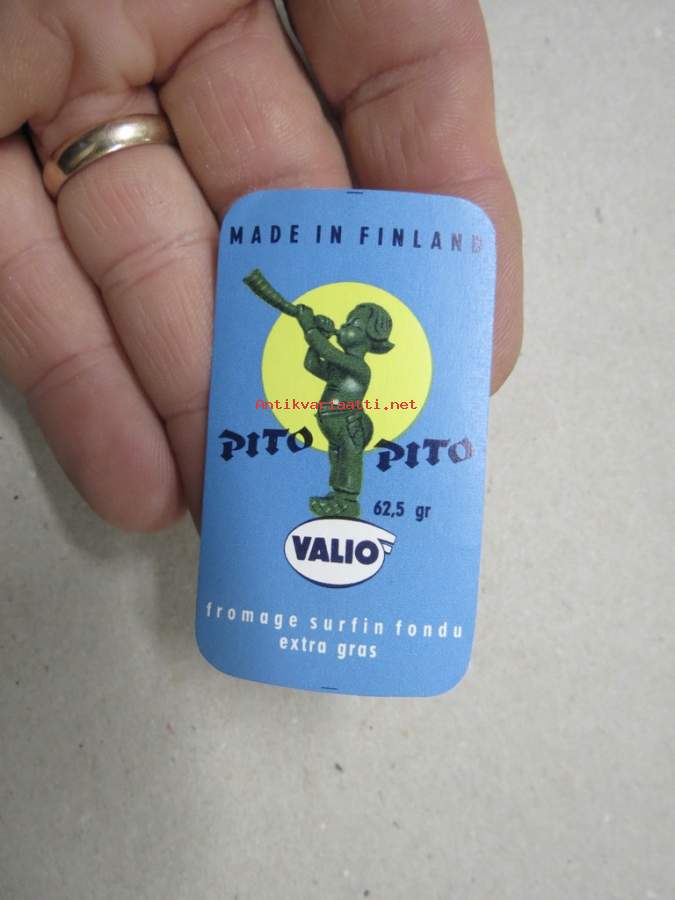 MADE IN FINLAND
Antikvariaatti.net
PITO PITO
62,5 gr
VALIO
fromage surfin fondu
extra gras